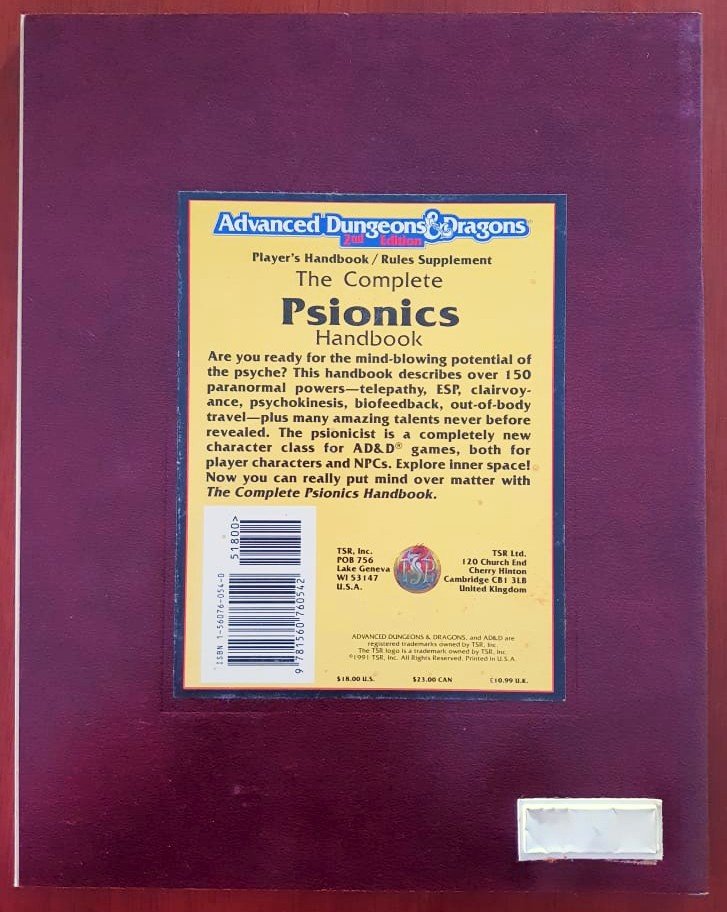 Advanced Dungeons & Dragons
2nd Edition
Player's Handbook / Rules Supplement
The Complete
Psionics
Handbook
Are you ready for the mind-blowing potential of
the psyche? This handbook describes over 150
paranormal powers—telepathy, ESP, clairvoy-
ance, psychokinesis, biofeedback, out-of-body
travel—plus many amazing talents never before
revealed. The psionicist is a completely new
character class for AD&D® games, both for
player characters and NPCs. Explore inner space!
Now you can really put mind over matter with
The Complete Psionics Handbook.
51800>
ISBN 1-56076-054-0
9 781560 760542
TSR, Inc.
POB 756
Lake Geneva
WI 53147
U.S.A.
TSR
TSR Ltd.
120 Church End
Cherry Hinton
Cambridge CB1 3LB
United Kingdom
ADVANCED DUNGEONS & DRAGONS, and AD&D are
registered trademarks owned by TSR, Inc.
The TSR logo is a trademark owned by TSR, Inc.
©1991 TSR, Inc. All Rights Reserved. Printed in U.S.A.
$18.00 U.S.
$23.00 CAN
£10.99 U.K.